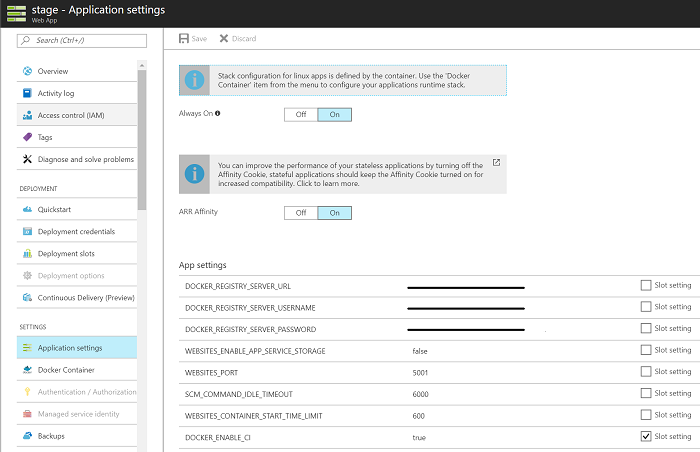 stage - Application settings
Web App
Search (Ctrl+/)
Overview
Activity log
Access control (IAM)
Tags
Diagnose and solve problems
DEPLOYMENT
Quickstart
Deployment credentials
Deployment slots
Deployment options
Continuous Delivery (Preview)
SETTINGS
Application settings
Docker Container
Authentication / Authorization
Managed service identity
Backups
Save Discard
Stack configuration for linux apps is defined by the container. Use the 'Docker
Container' item from the menu to configure your applications runtime stack.
Always On Off On
You can improve the performance of your stateless applications by turning off the
Affinity Cookie, stateful applications should keep the Affinity Cookie turned on for
increased compatibility. Click to learn more.
ARR Affinity Off On
App settings
DOCKER_REGISTRY_SERVER_URL Slot setting
DOCKER_REGISTRY_SERVER_USERNAME Slot setting
DOCKER_REGISTRY_SERVER_PASSWORD Slot setting
WEBSITES_ENABLE_APP_SERVICE_STORAGE false Slot setting
WEBSITES_PORT 5001 Slot setting
SCM_COMMAND_IDLE_TIMEOUT 6000 Slot setting
WEBSITES_CONTAINER_START_TIME_LIMIT 600 Slot setting
DOCKER_ENABLE_CI true Slot setting